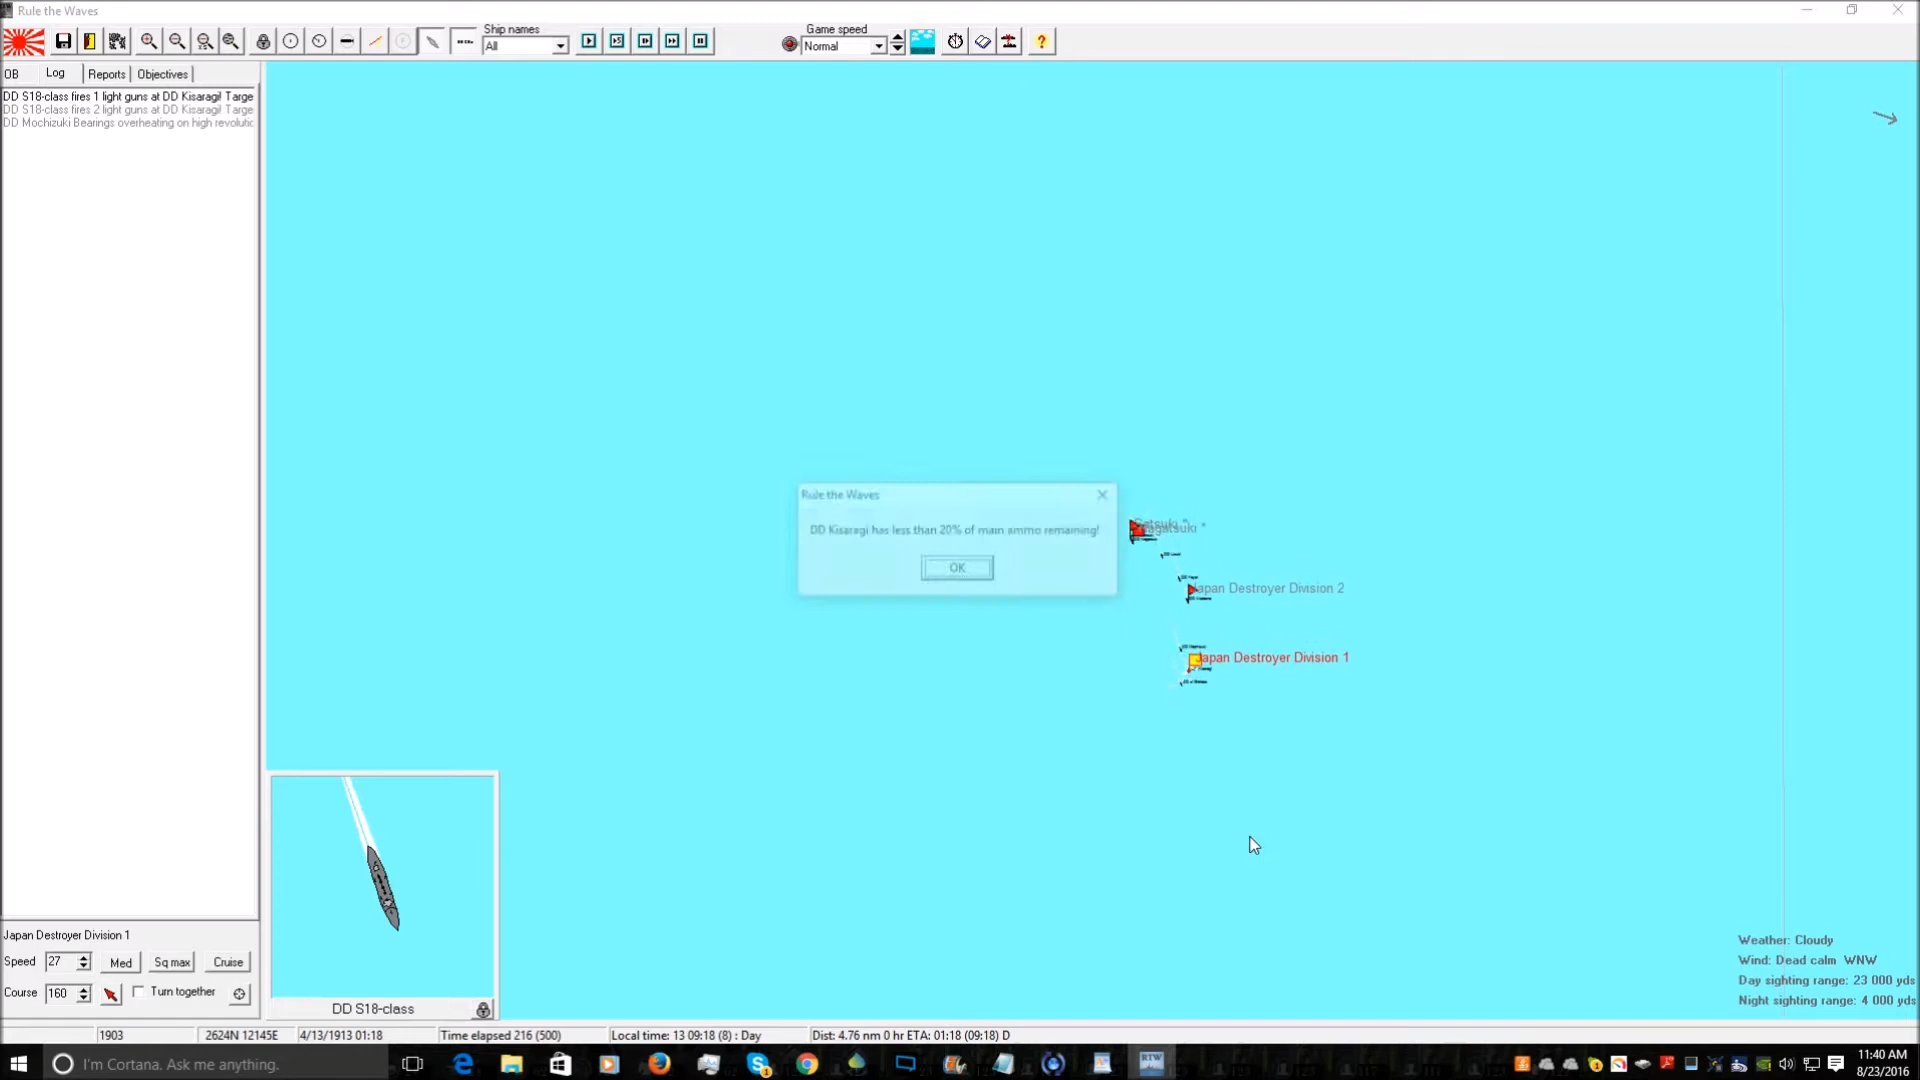 Rule the Waves
Ship names
All
Game speed
Normal
?
OB
Log
Reports
Objectives
DD S18-class fires 1 light guns at DD Kisaragi! Targe
DD S18-class fires 2 light guns at DD Kisaragi! Targe
DD Mochizuki Bearings overheating on high revolutic
Rule the Waves
DD Kisaragi has less than 20% of main ammo remaining!
OK
Japan Destroyer Division 2
Japan Destroyer Division 1
Japan Destroyer Division 1
Speed 27 Med Sq max Cruise
Course 160 Turn together
DD S18-class
Weather: Cloudy
Wind: Dead calm WNW
Day sighting range: 23 000 yds
Night sighting range: 4 000 yds
1903 2624N 12145E 4/13/1913 01:18 Time elapsed 216 (500) Local time: 13 09:18 (8) : Day Dist: 4.76 nm 0 hr ETA: 01:18 (09:18) D
I'm Cortana. Ask me anything.
RTW
11:40 AM
8/23/2016